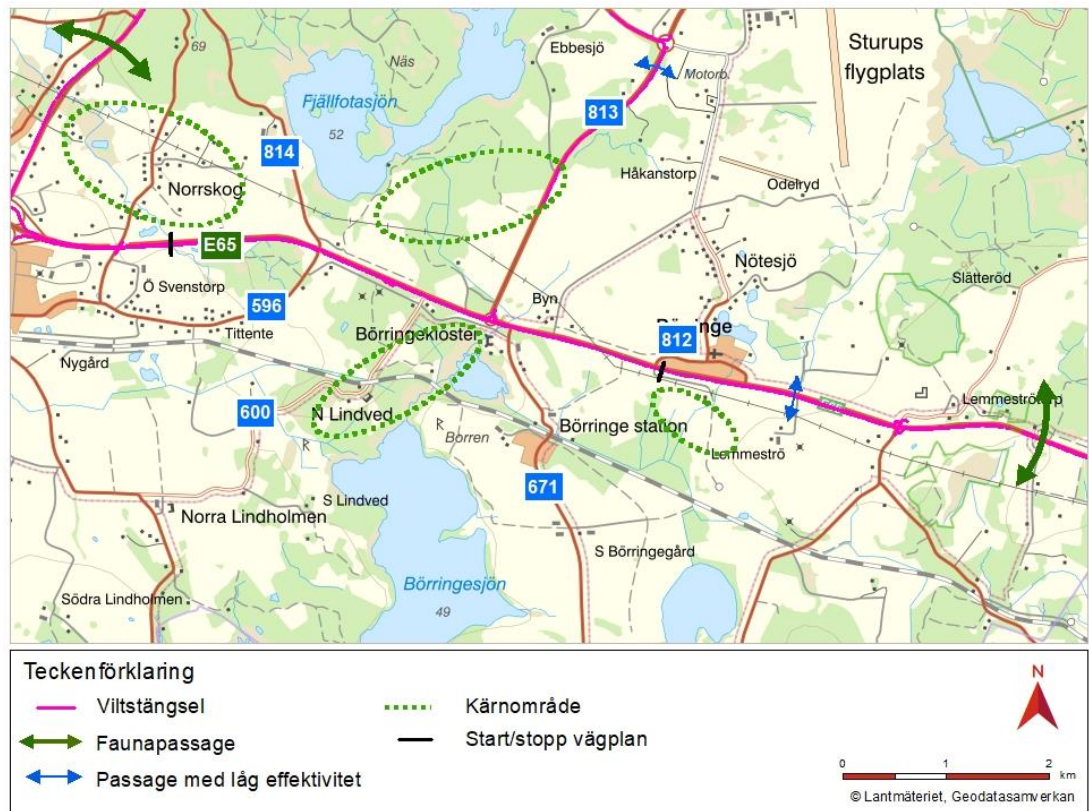 69
Näs
Ebbesjö
Motorb.
Sturups
flygplats
Fjällfotasjön
52
813
814
Håkanstorp
Odelryd
Norrskog
E65
Nötesjö
Slätteröd
Ö Svenstorp
596
Tittente
Byn
Börringekloster
812
Nygård
Lemmeströtorp
600
N Lindved
Borren
Börringe station
Lemmeströ
671
S Lindved
Norra Lindholmen
S Börringegård
Börringesjön
49
Södra Lindholmen
Teckenförklaring
Viltstängsel
Kärnområde
Faunapassage
Start/stopp vägplan
Passage med låg effektivitet
N
0 1 2
km
© Lantmäteriet, Geodatasamverkan